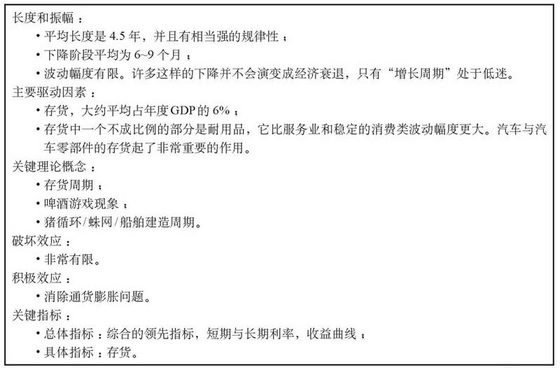 长度和振幅：
•平均长度是 4.5 年，并且有相当强的规律性；
•下降阶段平均为 6~9 个月；
•波动幅度有限。许多这样的下降并不会演变成经济衰退，只有“增长周期”处于低迷。
主要驱动因素：
•存货，大约平均占年度 GDP 的 6%；
•存货中一个不成比例的部分是耐用品，它比服务业和稳定的消费类波动幅度更大。汽车与汽
车零部件的存货起了非常重要的作用。
关键理论概念：
•存货周期；
•啤酒游戏现象；
•猪循环/蛛网/船舶建造周期。
破坏效应：
•非常有限。
积极效应：
•消除通货膨胀问题。
关键指标：
•总体指标：综合的领先指标，短期与长期利率，收益曲线；
•具体指标：存货。